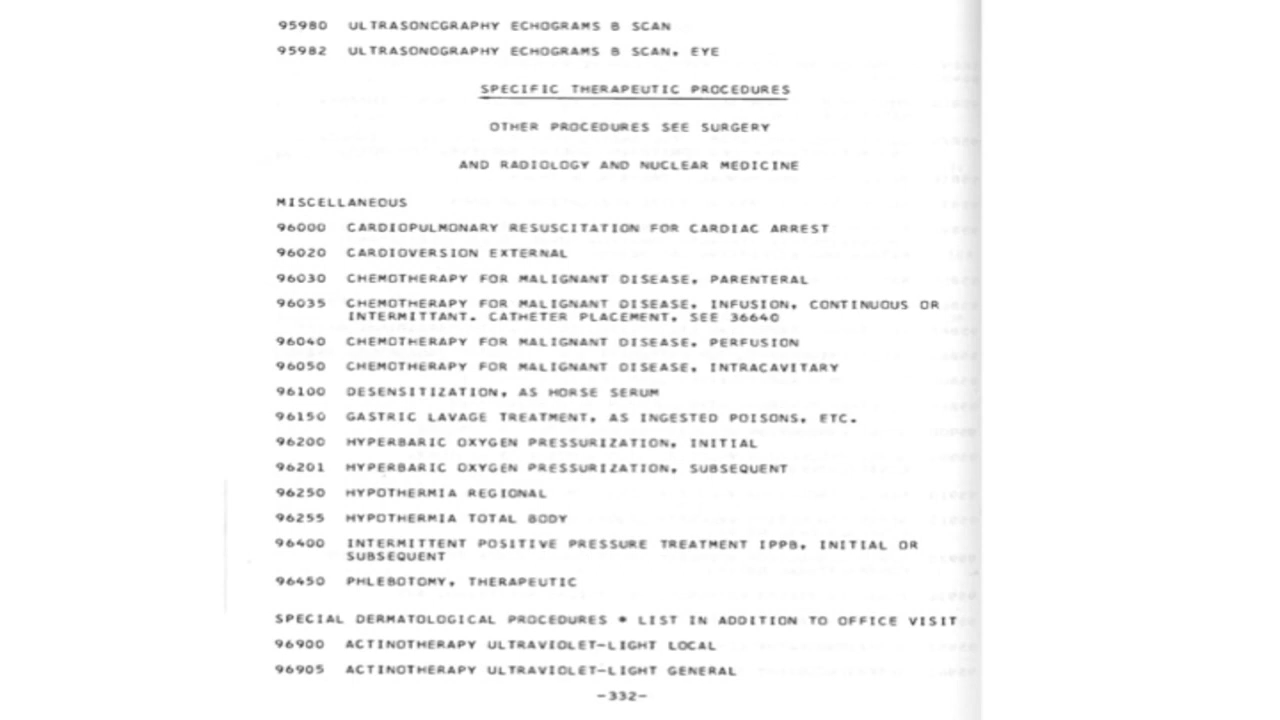 95980 ULTRASONCGRAPHY ECHOGRAMS B SCAN
95982 ULTRASONOGRAPHY ECHOGRAMS B SCAN, EYE
SPECIFIC THERAPEUTIC PROCEDURES
OTHER PROCEDURES SEE SURGERY
AND RADIOLOGY AND NUCLEAR MEDICINE
MISCELLANEOUS
96000 CARDIOPULMONARY RESUSCITATION FOR CARDIAC ARREST
96020 CARDIOVERSION EXTERNAL
96030 CHEMOTHERAPY FOR MALIGNANT DISEASE, PARENTERAL
96035 CHEMOTHERAPY FOR MALIGNANT DISEASE, INFUSION, CONTINUOUS OR
INTERMITTANT. CATHETER PLACEMENT, SEE 36640
96040 CHEMOTHERAPY FOR MALIGNANT DISEASE, PERFUSION
96050 CHEMOTHERAPY FOR MALIGNANT DISEASE, INTRACAVITARY
96100 DESENSITIZATION, AS HORSE SERUM
96150 GASTRIC LAVAGE TREATMENT, AS INGESTED POISONS, ETC.
96200 HYPERBARIC OXYGEN PRESSURIZATION, INITIAL
96201 HYPERBARIC OXYGEN PRESSURIZATION, SUBSEQUENT
96250 HYPOTHERMIA REGIONAL
96255 HYPOTHERMIA TOTAL BODY
96400 INTERMITTENT POSITIVE PRESSURE TREATMENT IPPB, INITIAL OR
SUBSEQUENT
96450 PHLEBOTOMY, THERAPEUTIC
SPECIAL DERMATOLOGICAL PROCEDURES * LIST IN ADDITION TO OFFICE VISIT
96900 ACTINOTHERAPY ULTRAVIOLET-LIGHT LOCAL
96905 ACTINOTHERAPY ULTRAVIOLET-LIGHT GENERAL
-332-